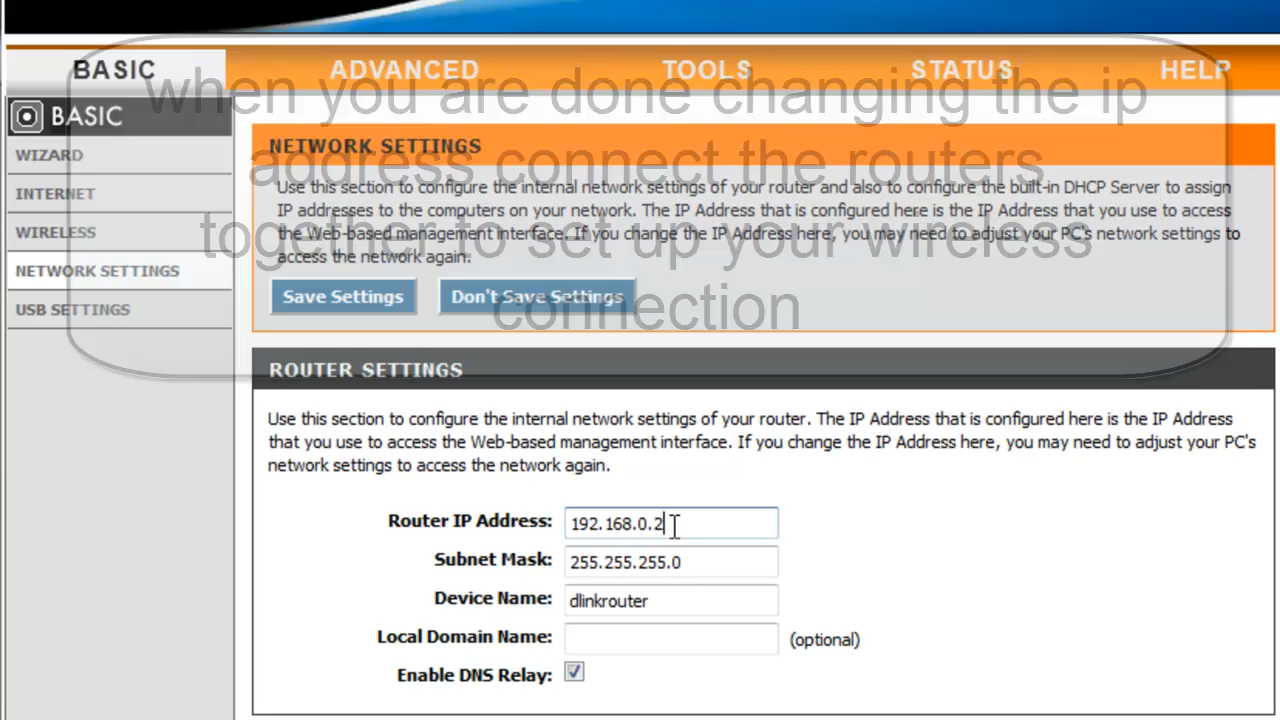 BASIC ADVANCED TOOLS STATUS HELP
BASIC
WIZARD
INTERNET
WIRELESS
NETWORK SETTINGS
USB SETTINGS
when you are done changing the ip
address connect the routers
together to set up your wireless
connection
NETWORK SETTINGS
Use this section to configure the internal network settings of your router and also to configure the built-in DHCP Server to assign
IP addresses to the computers on your network. The IP Address that is configured here is the IP Address that you use to access
the Web-based management interface. If you change the IP Address here, you may need to adjust your PC's network settings to
access the network again.
Save Settings Don't Save Settings
ROUTER SETTINGS
Use this section to configure the internal network settings of your router. The IP Address that is configured here is the IP Address
that you use to access the Web-based management interface. If you change the IP Address here, you may need to adjust your PC's
network settings to access the network again.
Router IP Address: 192.168.0.2
Subnet Mask: 255.255.255.0
Device Name: dlinkrouter
Local Domain Name: (optional)
Enable DNS Relay: